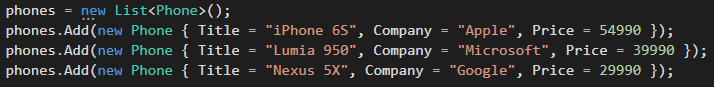 phones = new List<Phone>();
phones.Add(new Phone { Title = "iPhone 6S", Company = "Apple", Price = 54990 });
phones.Add(new Phone { Title = "Lumia 950", Company = "Microsoft", Price = 39990 });
phones.Add(new Phone { Title = "Nexus 5X", Company = "Google", Price = 29990 });